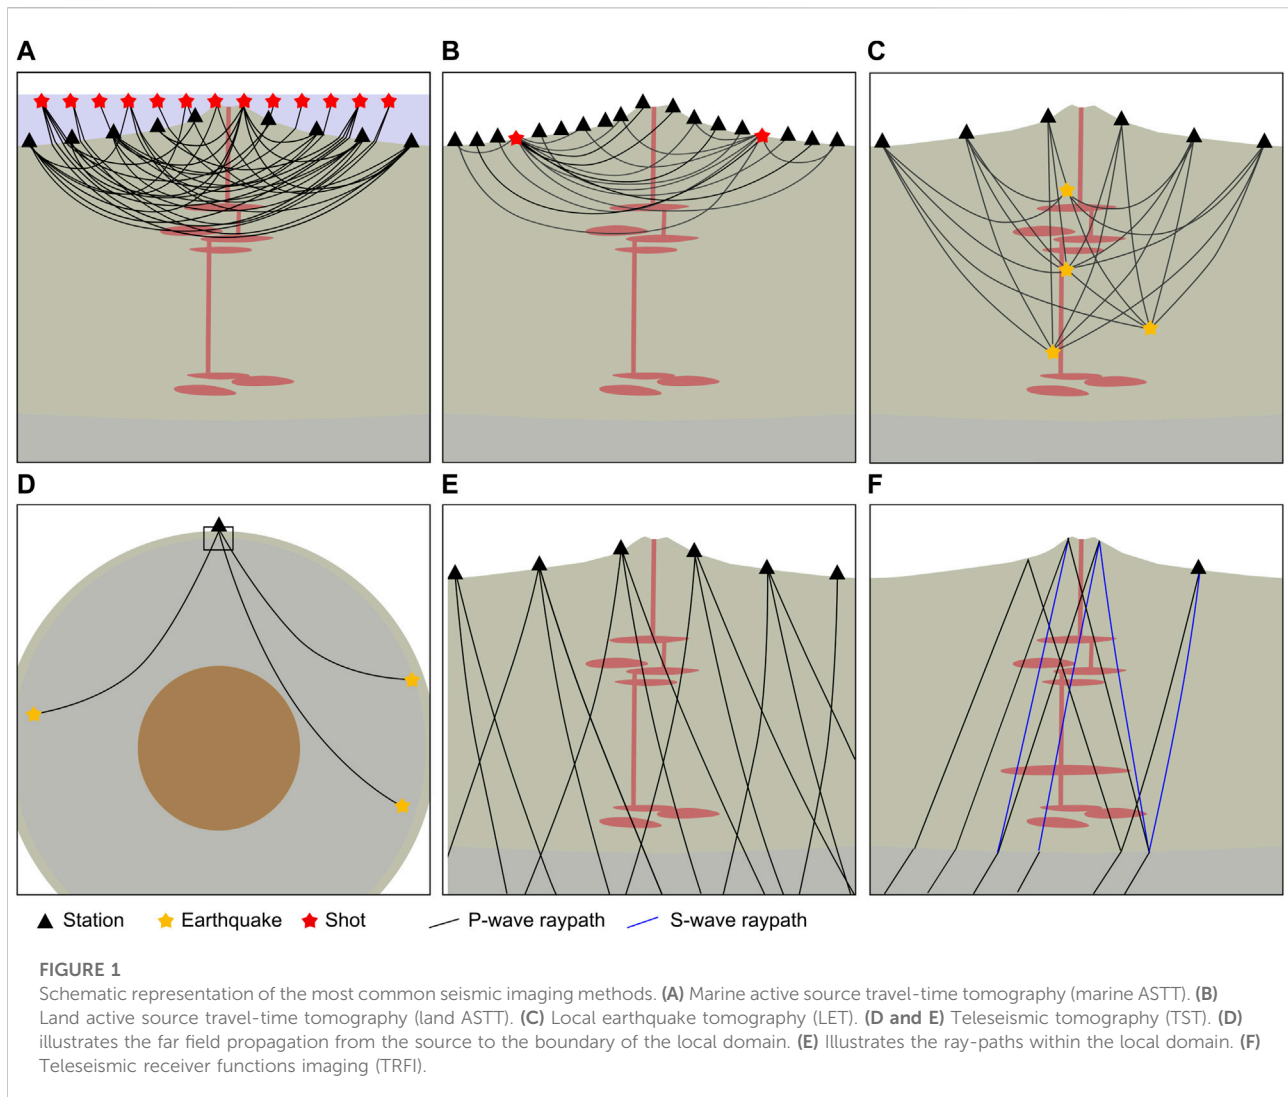 A
B
C
D
E
F
Station
Earthquake
Shot
P-wave raypath
S-wave raypath
FIGURE 1
Schematic representation of the most common seismic imaging methods. (A) Marine active source travel-time tomography (marine ASTT). (B)
Land active source travel-time tomography (land ASTT). (C) Local earthquake tomography (LET). (D and E) Teleseismic tomography (TST). (D)
illustrates the far field propagation from the source to the boundary of the local domain. (E) Illustrates the ray-paths within the local domain. (F)
Teleseismic receiver functions imaging (TRFI).